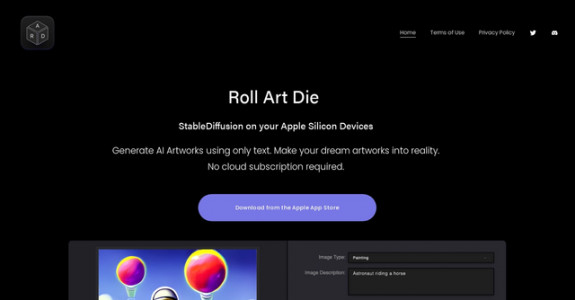 A
R D
Home Terms of Use Privacy Policy
Roll Art Die
StableDiffusion on your Apple Silicon Devices
Generate AI Artworks using only text. Make your dream artworks into reality.
No cloud subscription required.
Download from the Apple App Store
Image Type: Painting
Image Description: Astronaut riding a horse